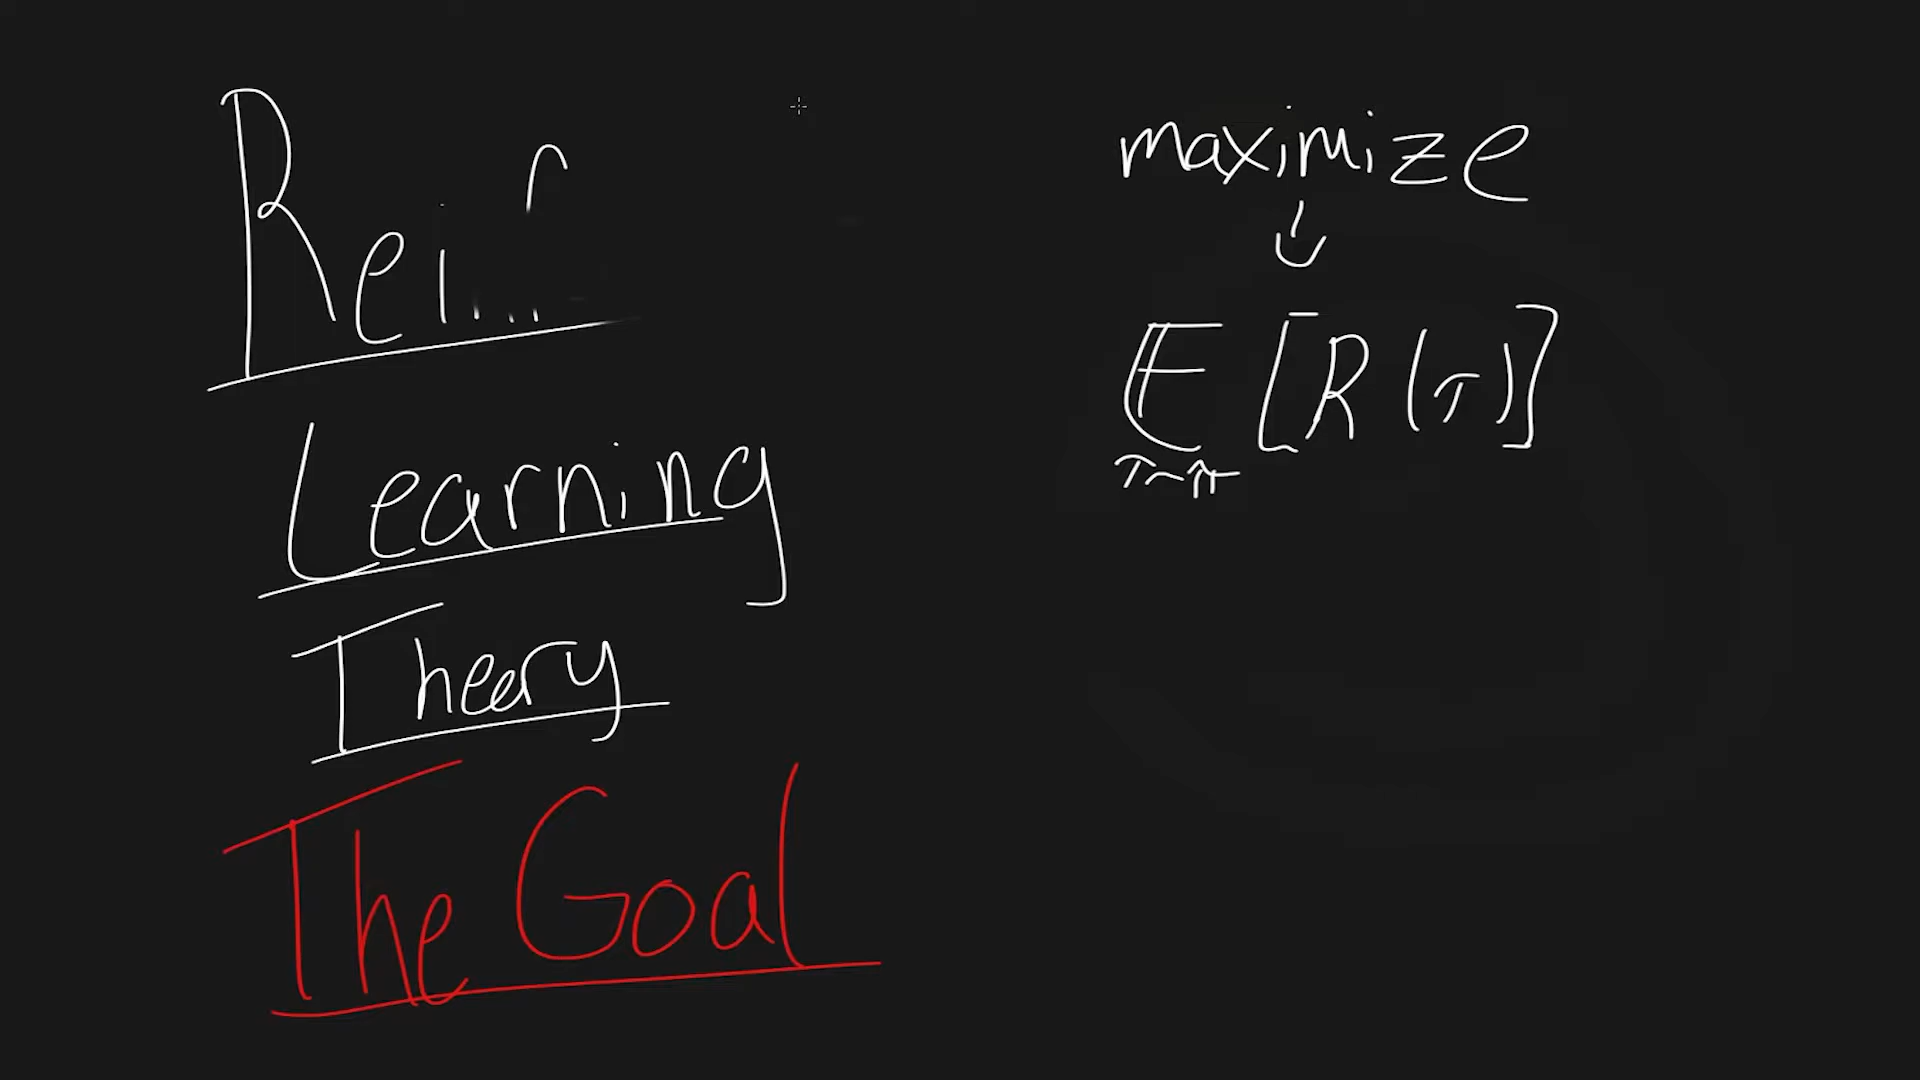 Rei
Learning
Theory
The Goal
maximize
↓
𝔼 [R(τ)]
τ~π